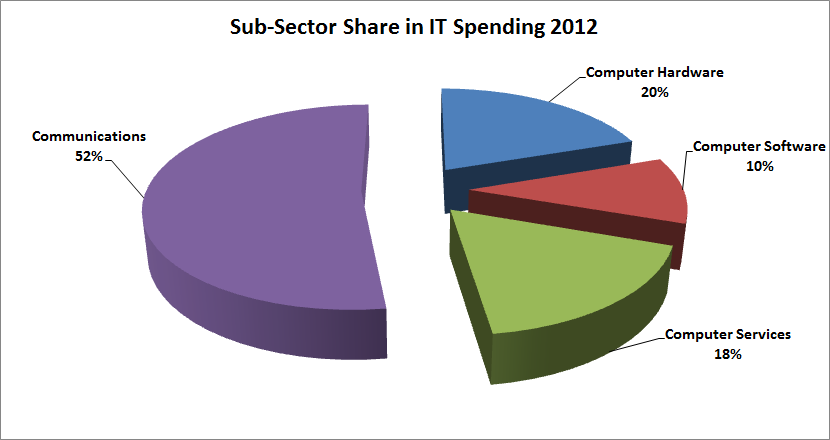 Sub-Sector Share in IT Spending 2012
Computer Hardware
20%
Communications
52%
Computer Software
10%
Computer Services
18%